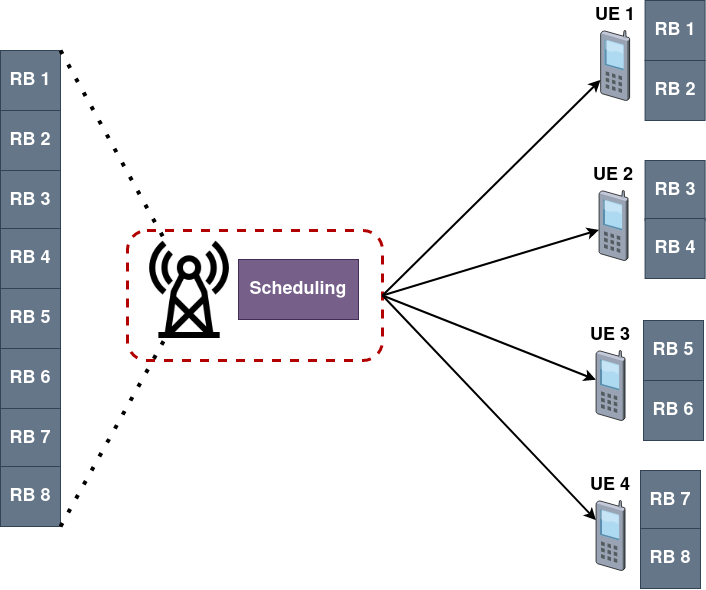 RB 1
RB 2
RB 3
RB 4
RB 5
RB 6
RB 7
RB 8
Scheduling
UE 1
RB 1
RB 2
UE 2
RB 3
RB 4
UE 3
RB 5
RB 6
UE 4
RB 7
RB 8